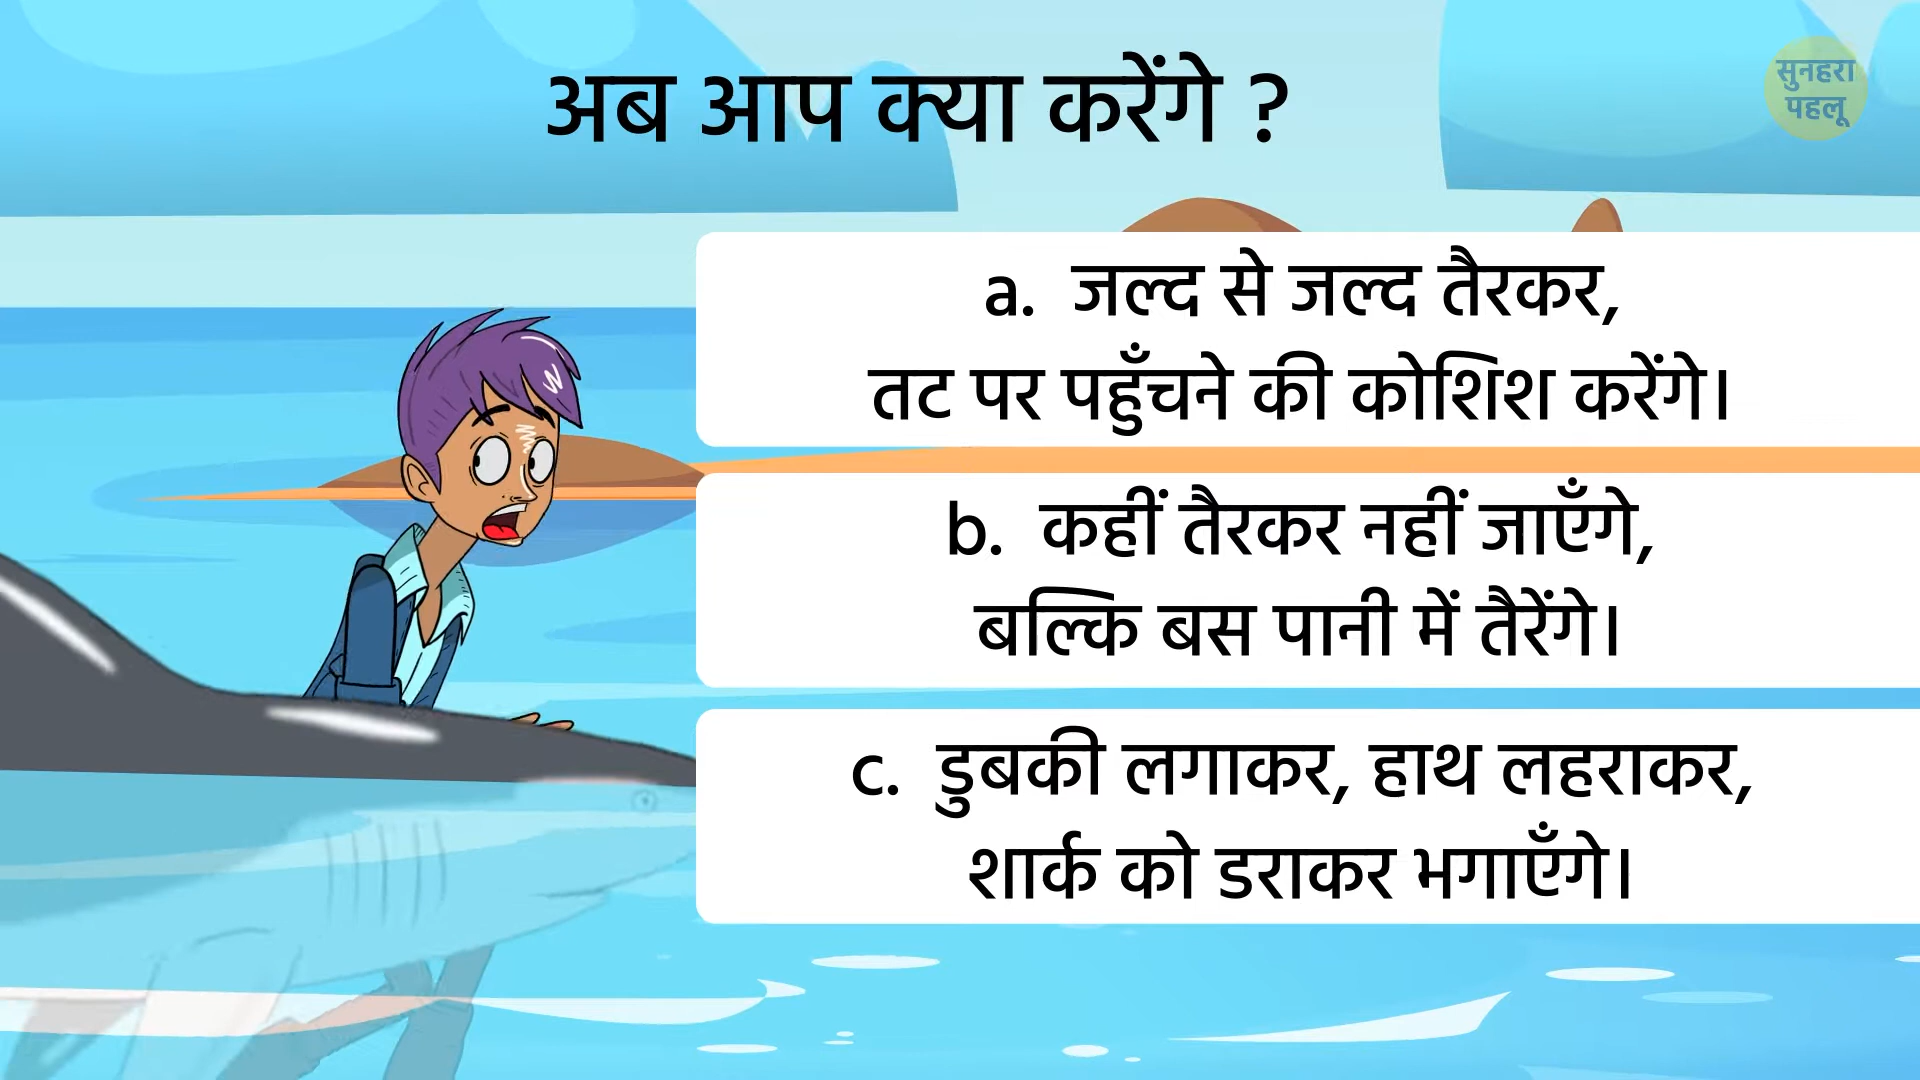 अब आप क्या करेंगे ?
सुनहरा
पहलू
a. जल्द से जल्द तैरकर,
तट पर पहुँचने की कोशिश करेंगे।
b. कहीं तैरकर नहीं जाएँगे,
बल्कि बस पानी में तैरेंगे।
c. डुबकी लगाकर, हाथ लहराकर,
शार्क को डराकर भगाएँगे।